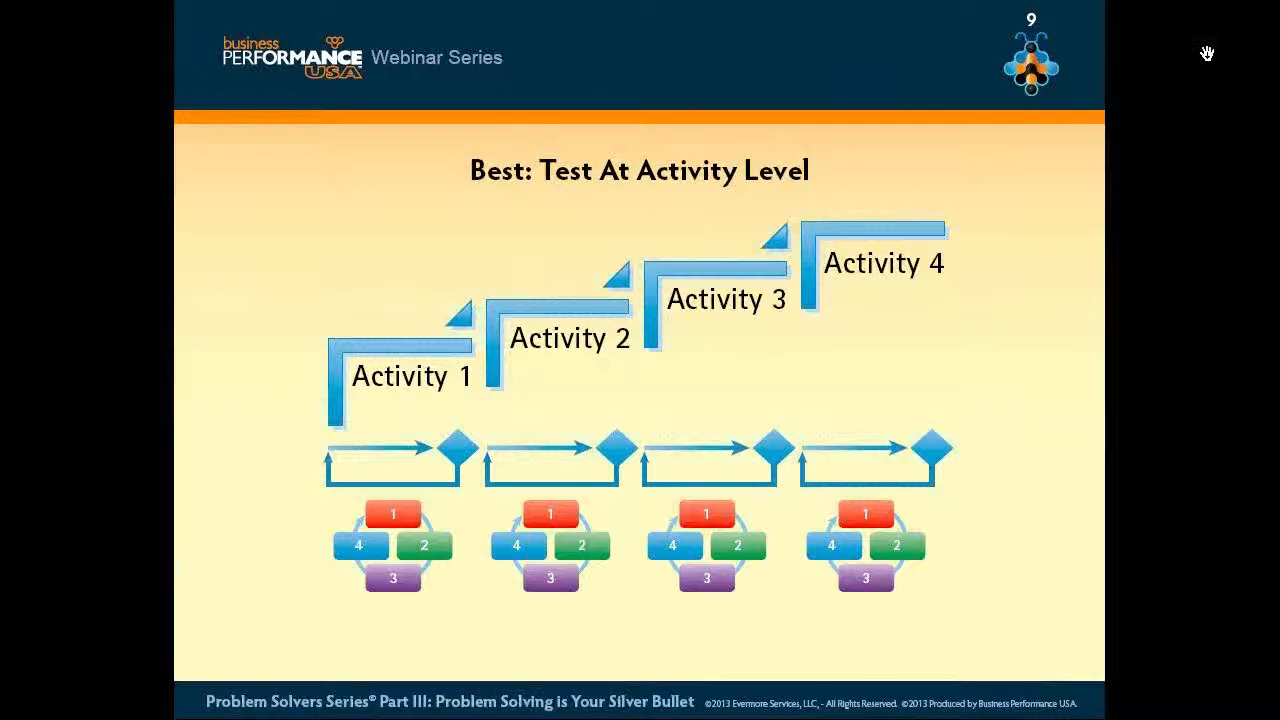 9
business
PERFORMANCE
USA
Webinar Series
Best: Test At Activity Level
Activity 4
Activity 3
Activity 2
Activity 1
1 1 1 1
4 2 4 2 4 2 4 2
3 3 3 3
Problem Solvers Series© Part III: Problem Solving is Your Silver Bullet ©2013 Evermore Services, LLC, - All Rights Reserved. ©2013 Produced by Business Performance USA.